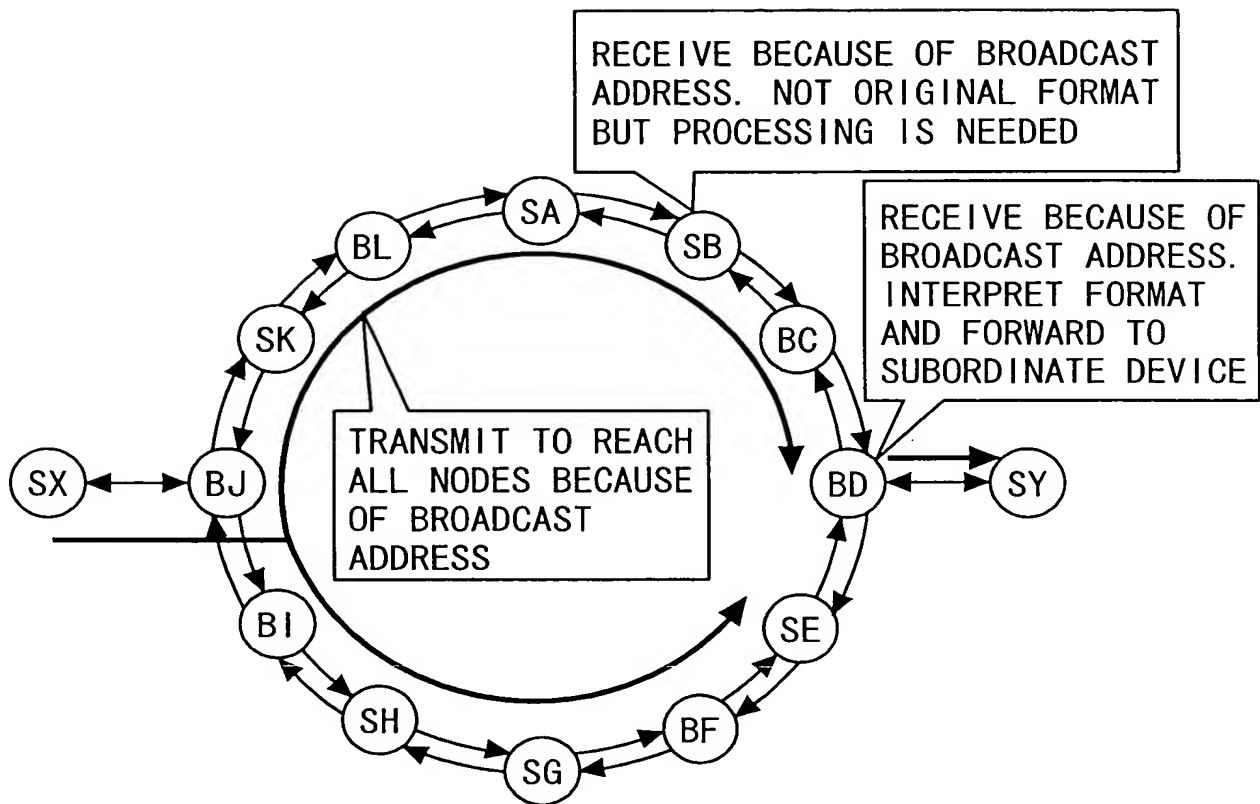 RECEIVE BECAUSE OF BROADCAST
ADDRESS. NOT ORIGINAL FORMAT
BUT PROCESSING IS NEEDED
RECEIVE BECAUSE OF
BROADCAST ADDRESS.
INTERPRET FORMAT
AND FORWARD TO
SUBORDINATE DEVICE
SA
BL
SB
SK
BC
TRANSMIT TO REACH
ALL NODES BECAUSE
OF BROADCAST
ADDRESS
SX
BJ
BD
SY
BI
SE
SH
BF
SG